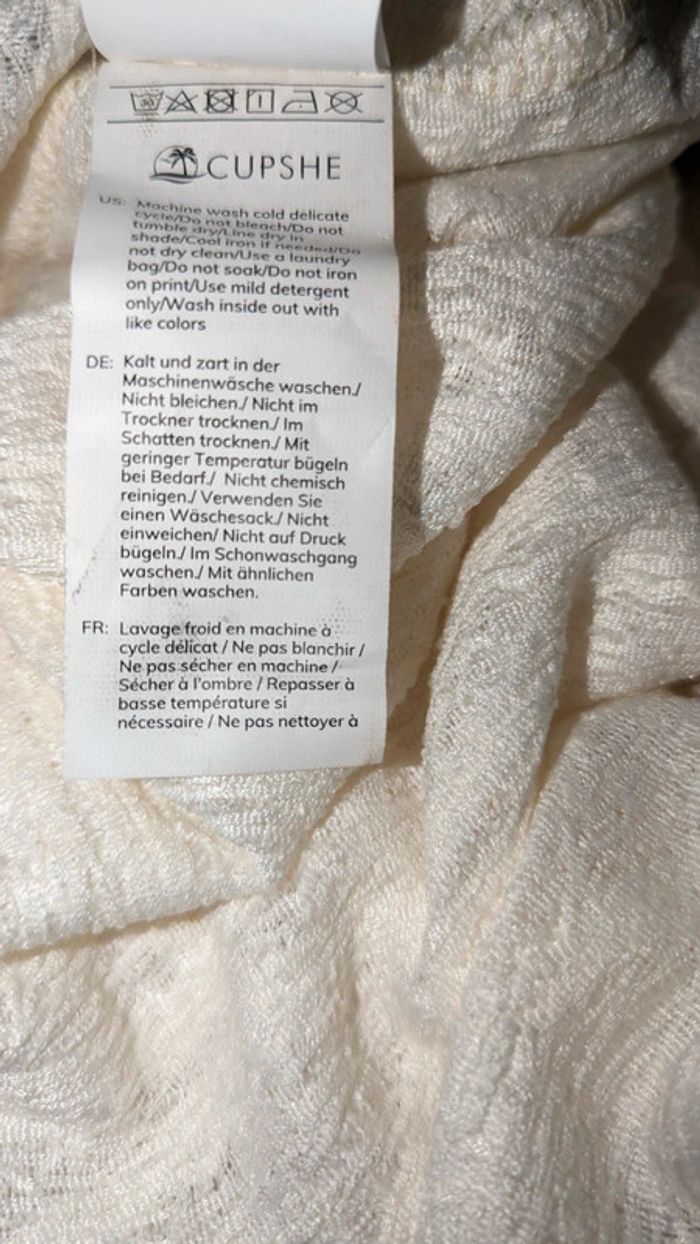 CUPSHE
US: Machine wash cold delicate
cycle/Do not bleach/Do not
tumble dry/Line dry in
shade/Cool iron if needed/Do
not dry clean/Use a laundry
bag/Do not soak/Do not iron
on print/Use mild detergent
only/Wash inside out with
like colors
DE: Kalt und zart in der
Maschinenwäsche waschen./
Nicht bleichen./ Nicht im
Trockner trocknen./ Im
Schatten trocknen./ Mit
geringer Temperatur bügeln
bei Bedarf./ Nicht chemisch
reinigen./ Verwenden Sie
einen Wäschesack./ Nicht
einweichen/ Nicht auf Druck
bügeln./ Im Schonwaschgang
waschen./ Mit ähnlichen
Farben waschen.
FR: Lavage froid en machine à
cycle délicat / Ne pas blanchir /
Ne pas sécher en machine /
Sécher à l'ombre / Repasser à
basse température si
nécessaire / Ne pas nettoyer à